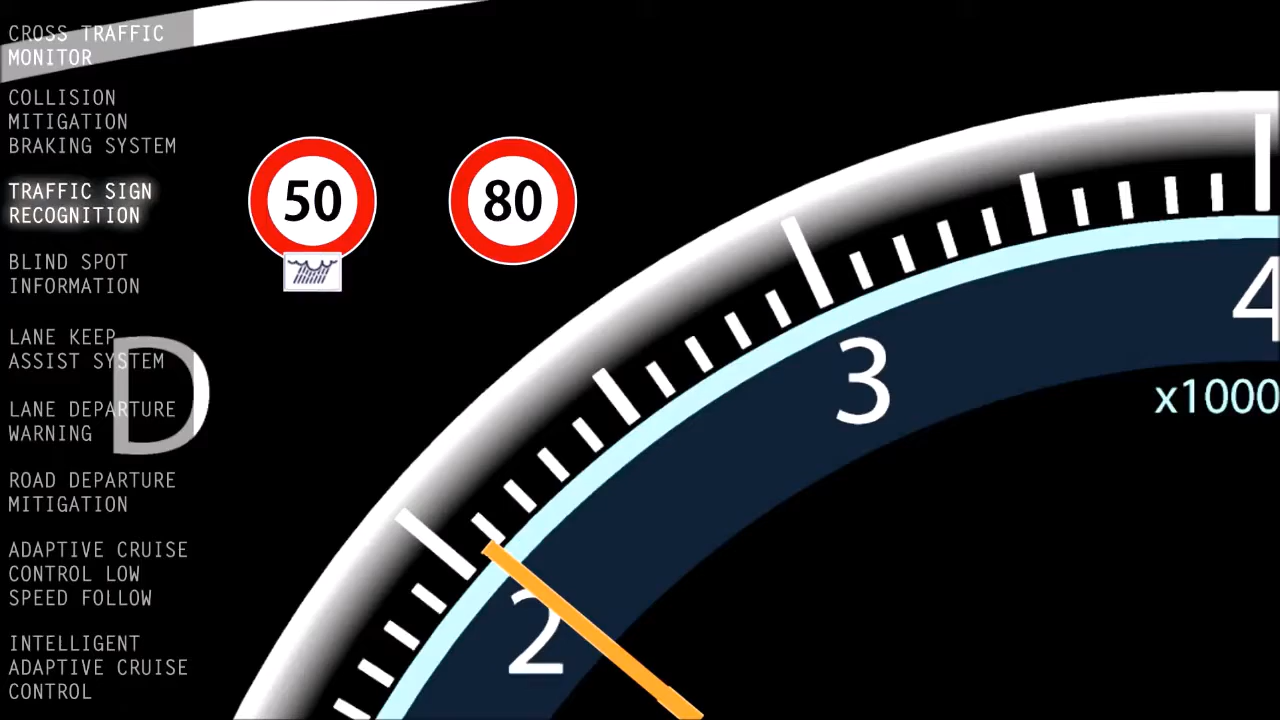 CROSS TRAFFIC
MONITOR
COLLISION
MITIGATION
BRAKING SYSTEM
TRAFFIC SIGN
RECOGNITION
BLIND SPOT
INFORMATION
LANE KEEP
ASSIST SYSTEM
LANE DEPARTURE
WARNING
ROAD DEPARTURE
MITIGATION
ADAPTIVE CRUISE
CONTROL LOW
SPEED FOLLOW
INTELLIGENT
ADAPTIVE CRUISE
CONTROL
D
50
80
2
3
4
x1000